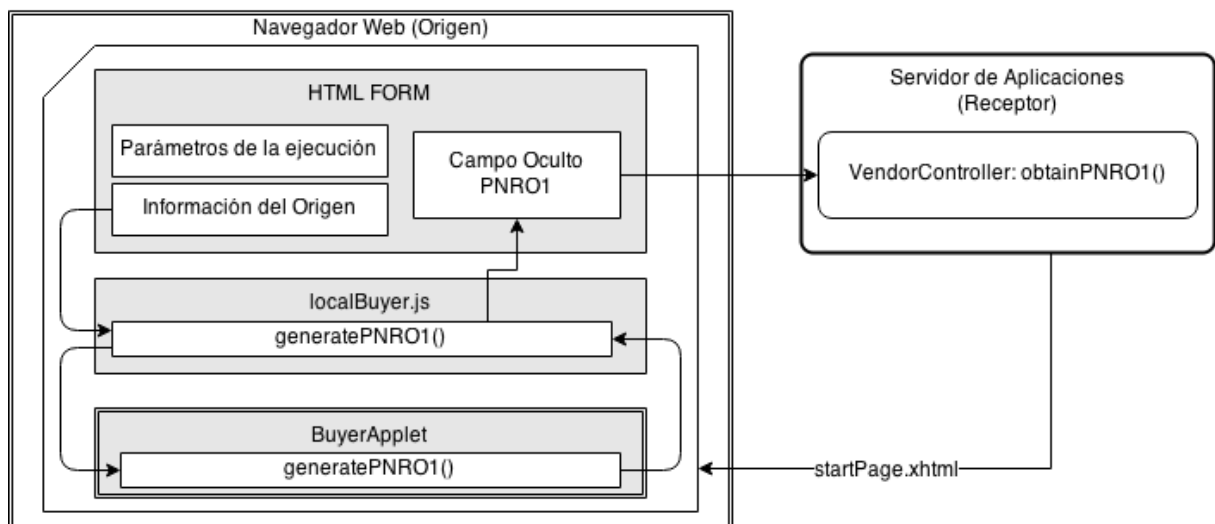 Navegador Web (Origen)
HTML FORM
Parámetros de la ejecución
Información del Origen
Campo Oculto
PNRO1
localBuyer.js
generatePNRO1()
BuyerApplet
generatePNRO1()
Servidor de Aplicaciones
(Receptor)
VendorController: obtainPNRO1()
startPage.xhtml